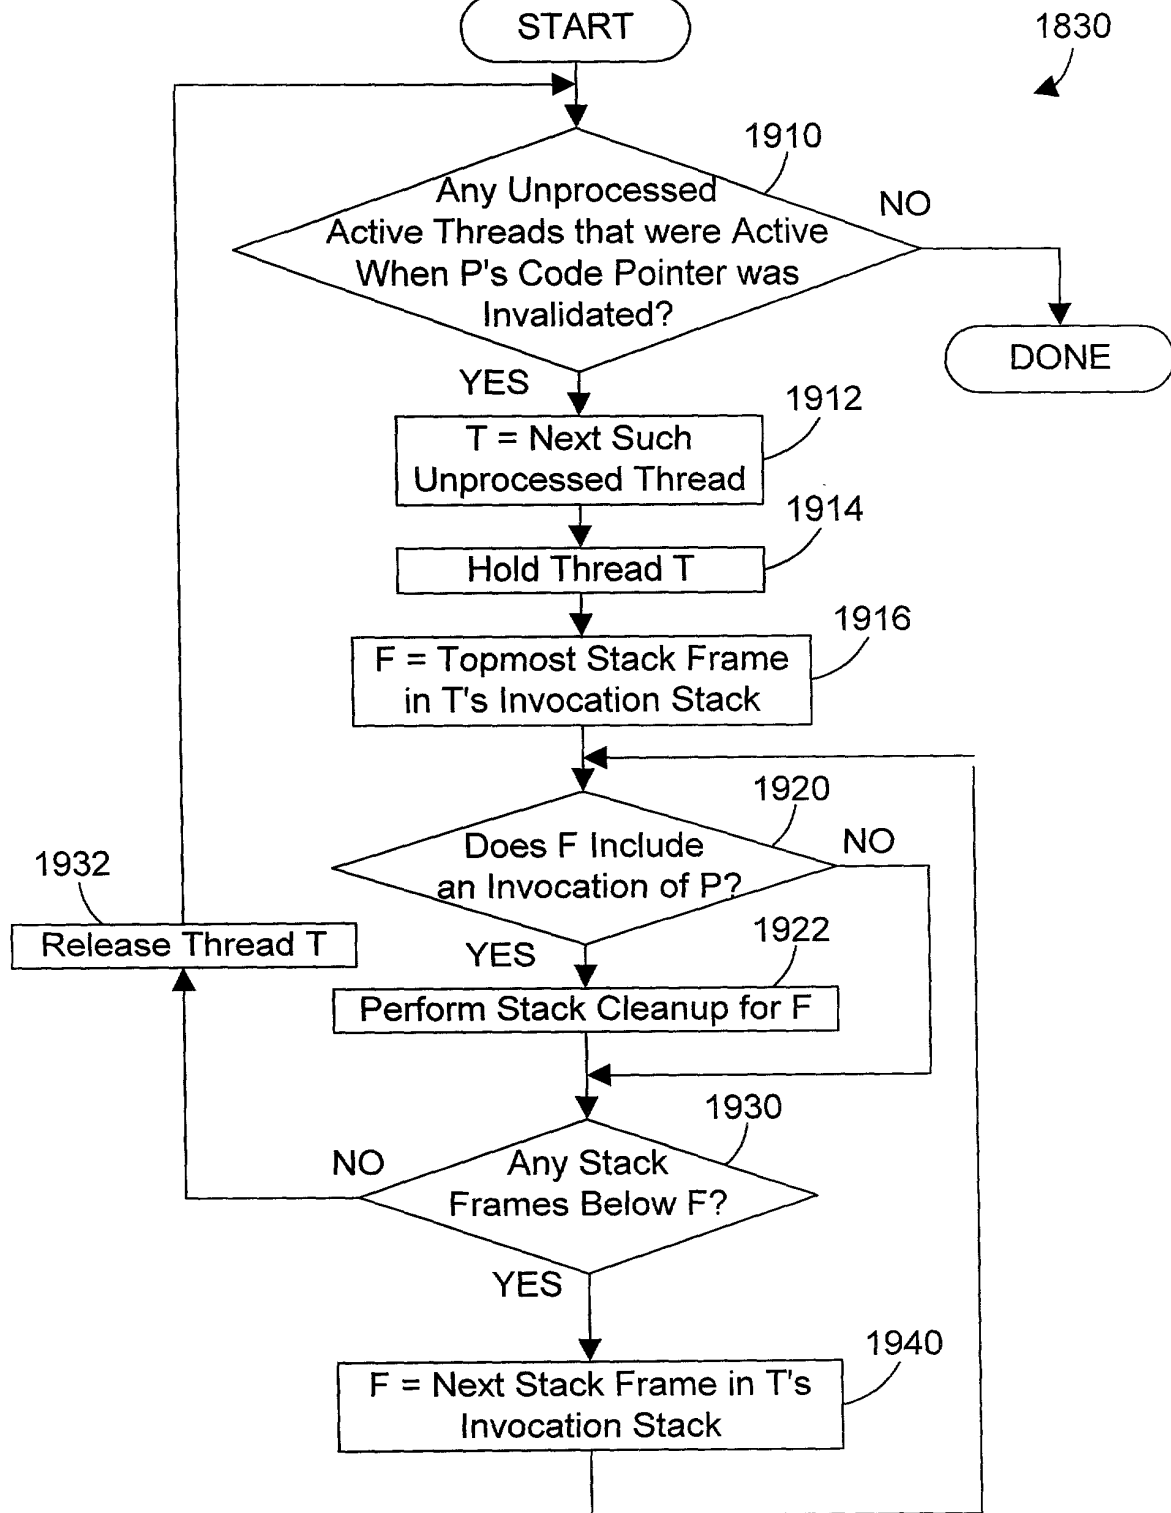 START
1830
1910
Any Unprocessed
Active Threads that were Active
When P's Code Pointer was
Invalidated?
NO
DONE
YES
1912
T = Next Such
Unprocessed Thread
1914
Hold Thread T
1916
F = Topmost Stack Frame
in T's Invocation Stack
1920
Does F Include
an Invocation of P?
NO
1932
Release Thread T
YES
1922
Perform Stack Cleanup for F
1930
NO
Any Stack
Frames Below F?
YES
1940
F = Next Stack Frame in T's
Invocation Stack